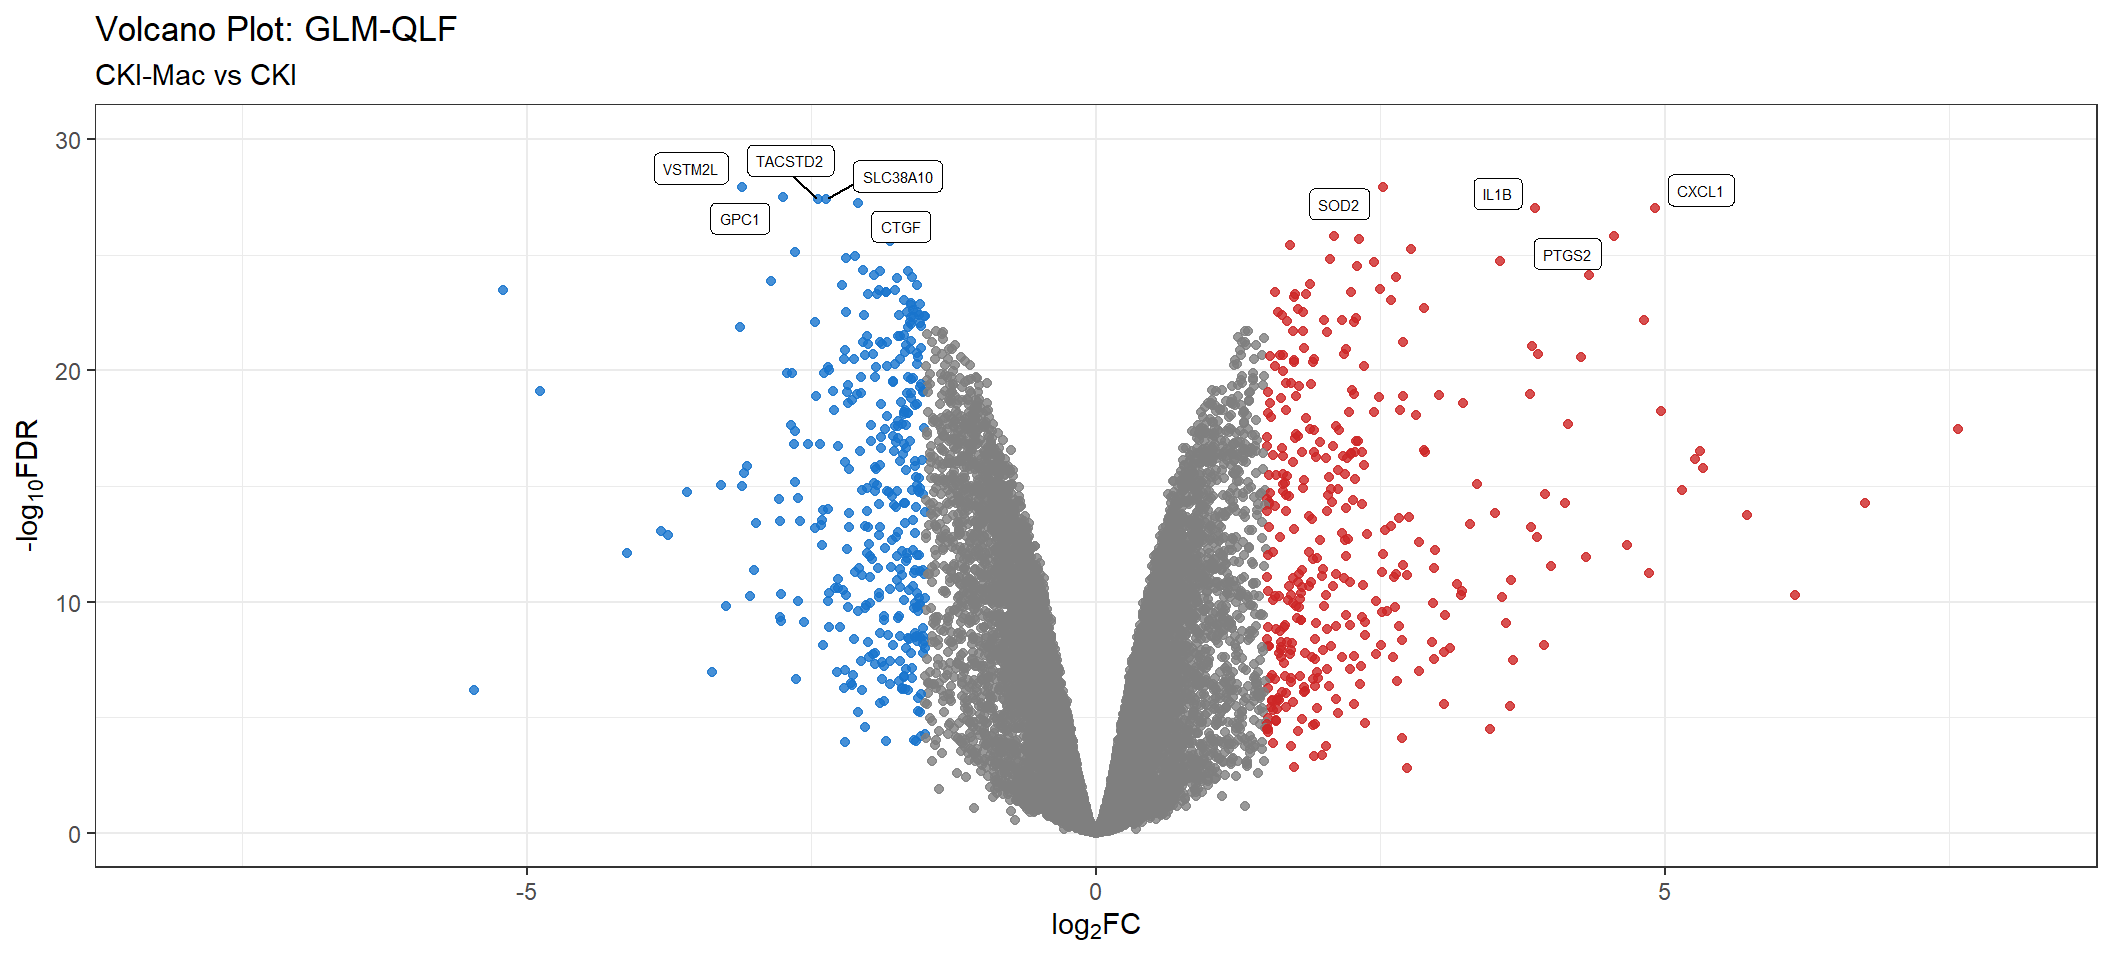 Volcano Plot: GLM-QLF
CKI-Mac vs CKI
30
20
10
0
-log10FDR
VSTM2L
TACSTD2
SLC38A10
GPC1
CTGF
SOD2
IL1B
CXCL1
PTGS2
-5
0
5
log2FC